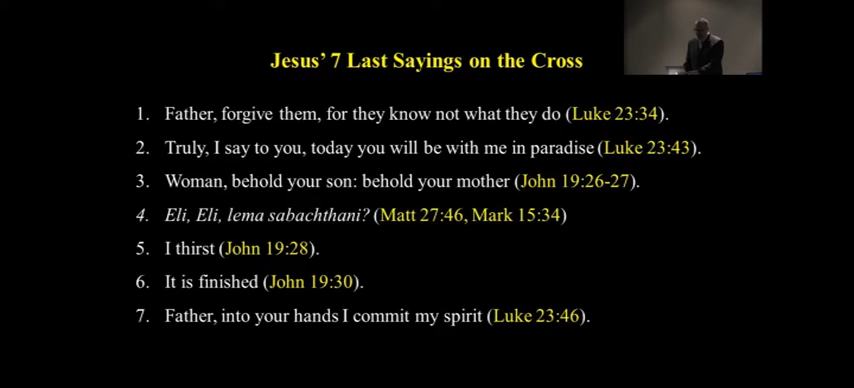 Jesus’ 7 Last Sayings on the Cross
1. Father, forgive them, for they know not what they do (Luke 23:34).
2. Truly, I say to you, today you will be with me in paradise (Luke 23:43).
3. Woman, behold your son: behold your mother (John 19:26-27).
4. Eli, Eli, lema sabachthani? (Matt 27:46, Mark 15:34)
5. I thirst (John 19:28).
6. It is finished (John 19:30).
7. Father, into your hands I commit my spirit (Luke 23:46).